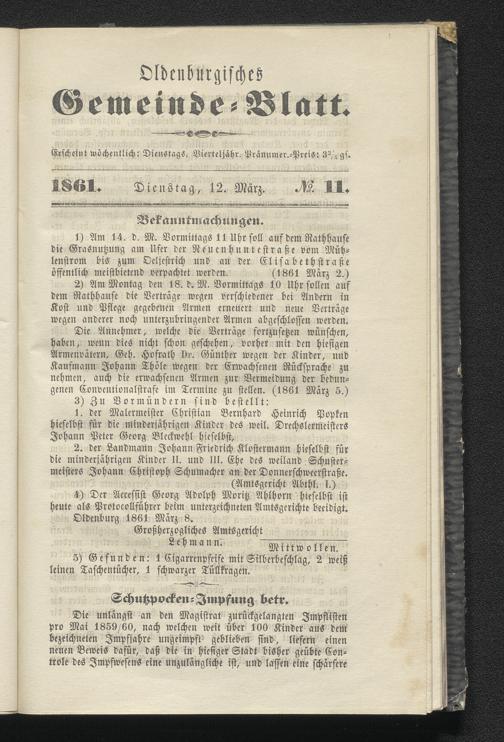 Oldenburgisches
Gemeinde-Blatt.
Erscheint wöchentlich: Dienstags. Vierteljähr. Pränumer.-Preis: 3¾ gs.
1861. Dienstag, 12. März. № 11.
Bekanntmachungen.
1) Am 14. d. M. Vormittags 11 Uhr soll auf dem Rathhause
die Grasnutzung am Ufer der Neuenhuntestraße vom Müh-
lenstrom bis zum Oeljestrich und an der Elisabethstraße
öffentlich meistbietend verpachtet werden. (1861 März 2.)
2) Am Montag den 18. d. M. Vormittags 10 Uhr sollen auf
dem Rathhause die Verträge wegen verschiedener bei Andern in
Kost und Pflege gegebenen Armen erneuert und neue Verträge
wegen anderer noch unterzubringender Armen abgeschlossen werden.
Die Annehmer, welche die Verträge fortzusetzen wünschen,
haben, wenn dies nicht schon geschehen, vorher mit den hiesigen
Armenvätern, Geh. Hofrath Dr. Günther wegen der Kinder, und
Kaufmann Johann Thöle wegen der Erwachsenen Rücksprache zu
nehmen, auch die erwachsenen Armen zur Vermeidung der bedun-
genen Conventionalstrafe im Termine zu stellen. (1861 März 5.)
3) Zu Vormündern sind bestellt:
1. der Malermeister Christian Bernhard Heinrich Popken
hieselbst für die minderjährigen Kinder des weil. Drechslermeisters
Johann Peter Georg Bleckwehl hieselbst,
2. der Landmann Johann Friedrich Klostermann hieselbst für
die minderjährigen Kinder II. und III. Ehe des weiland Schuster-
meisters Johann Christoph Schumacher an der Donnerschweerstraße.
(Amtsgericht Abthl. I.)
4) Der Accessist Georg Adolph Moritz Ahlhorn hieselbst ist
heute als Protocollführer beim unterzeichneten Amtsgerichte beeidigt.
Oldenburg 1861 März 8.
Großherzogliches Amtsgericht
Lehmann.
Mittwollen.
5) Gefunden: 1 Cigarrenpfeife mit Silberbeschlag, 2 weiß
leinen Taschentücher, 1 schwarzer Tüllkragen.
Schutzpocken-Impfung betr.
Die unlängst an den Magistrat zurückgelangten Impflisten
pro Mai 1859/60, nach welchen weit über 100 Kinder aus dem
bezeichneten Impfjahre ungeimpft geblieben sind, liefern einen
neuen Beweis dafür, daß die in hiesiger Stadt bisher geübte Con-
trole des Impfwesens eine unzulängliche ist, und lassen eine schärfere